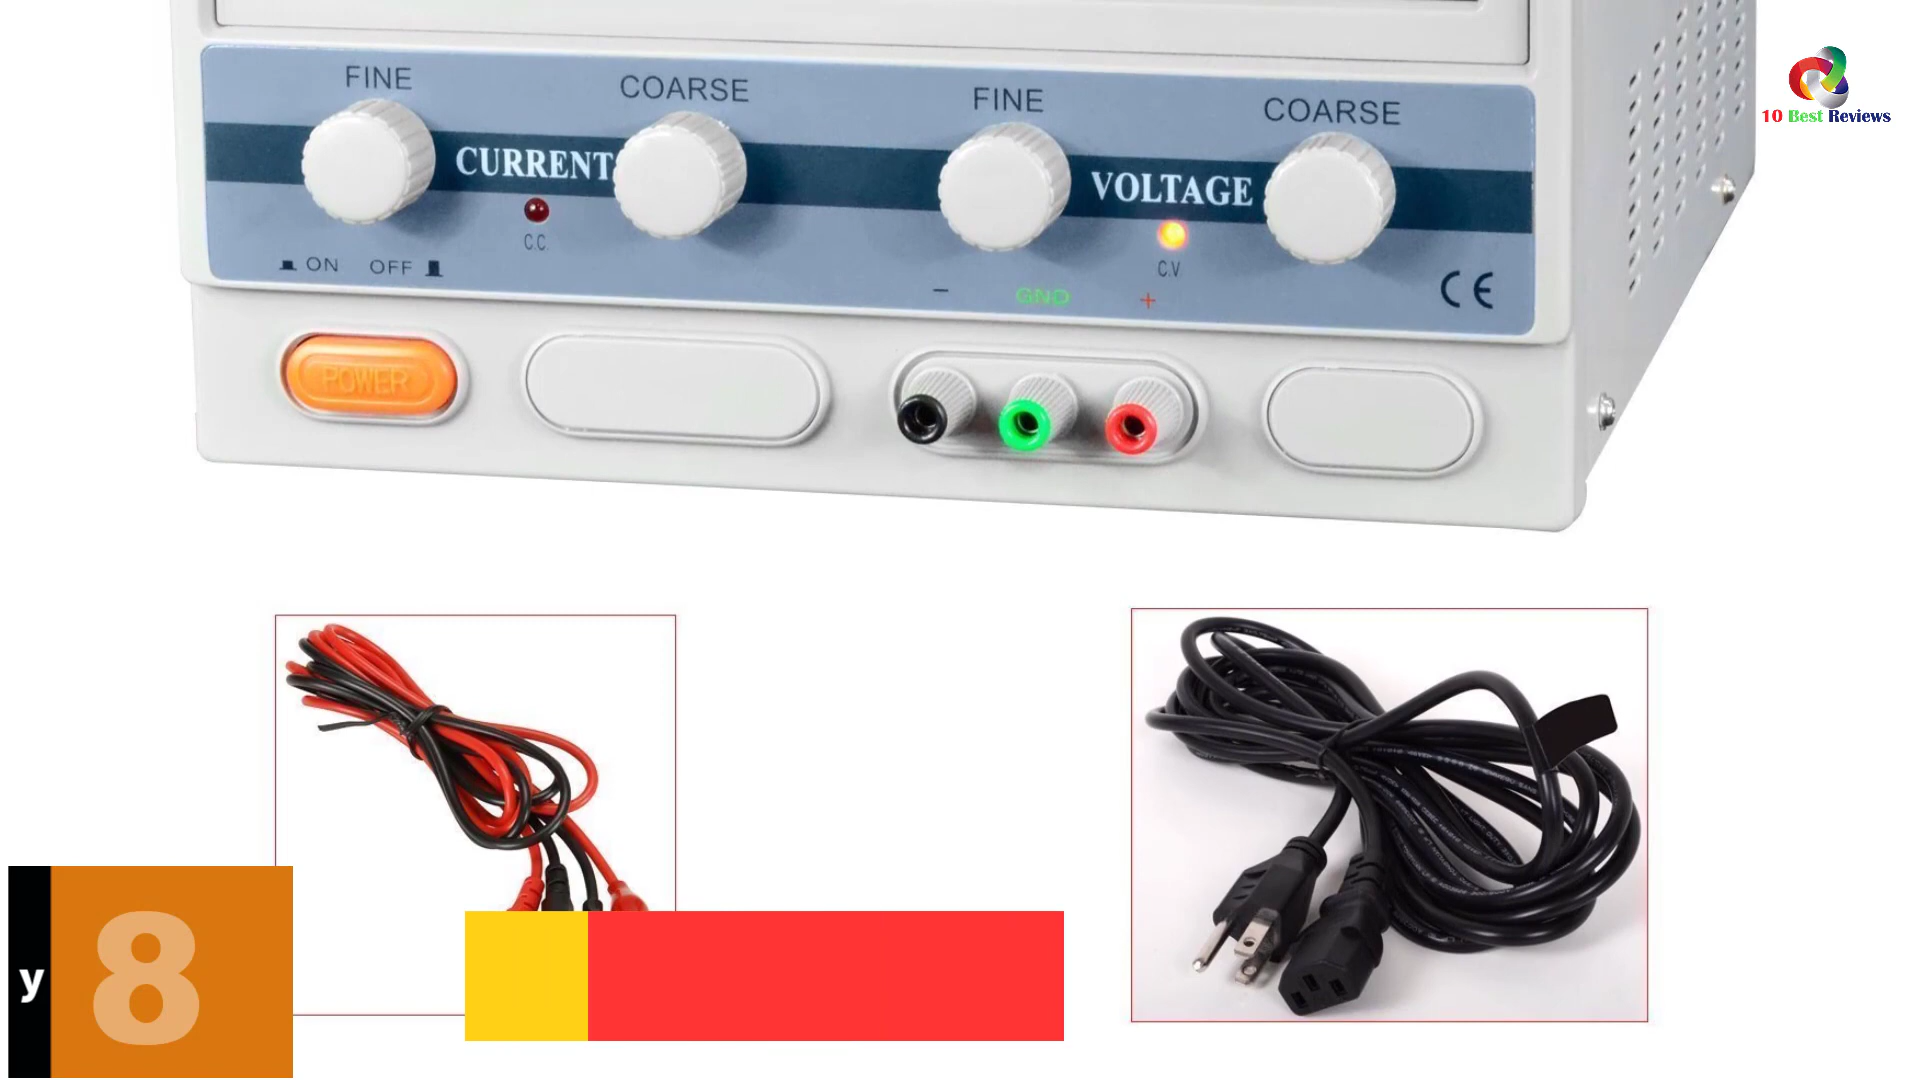 FINE
COARSE
FINE
COARSE
CURRENT
VOLTAGE
C.C.
C.V
ON OFF
− GND +
CE
POWER
10 Best Reviews
y
8